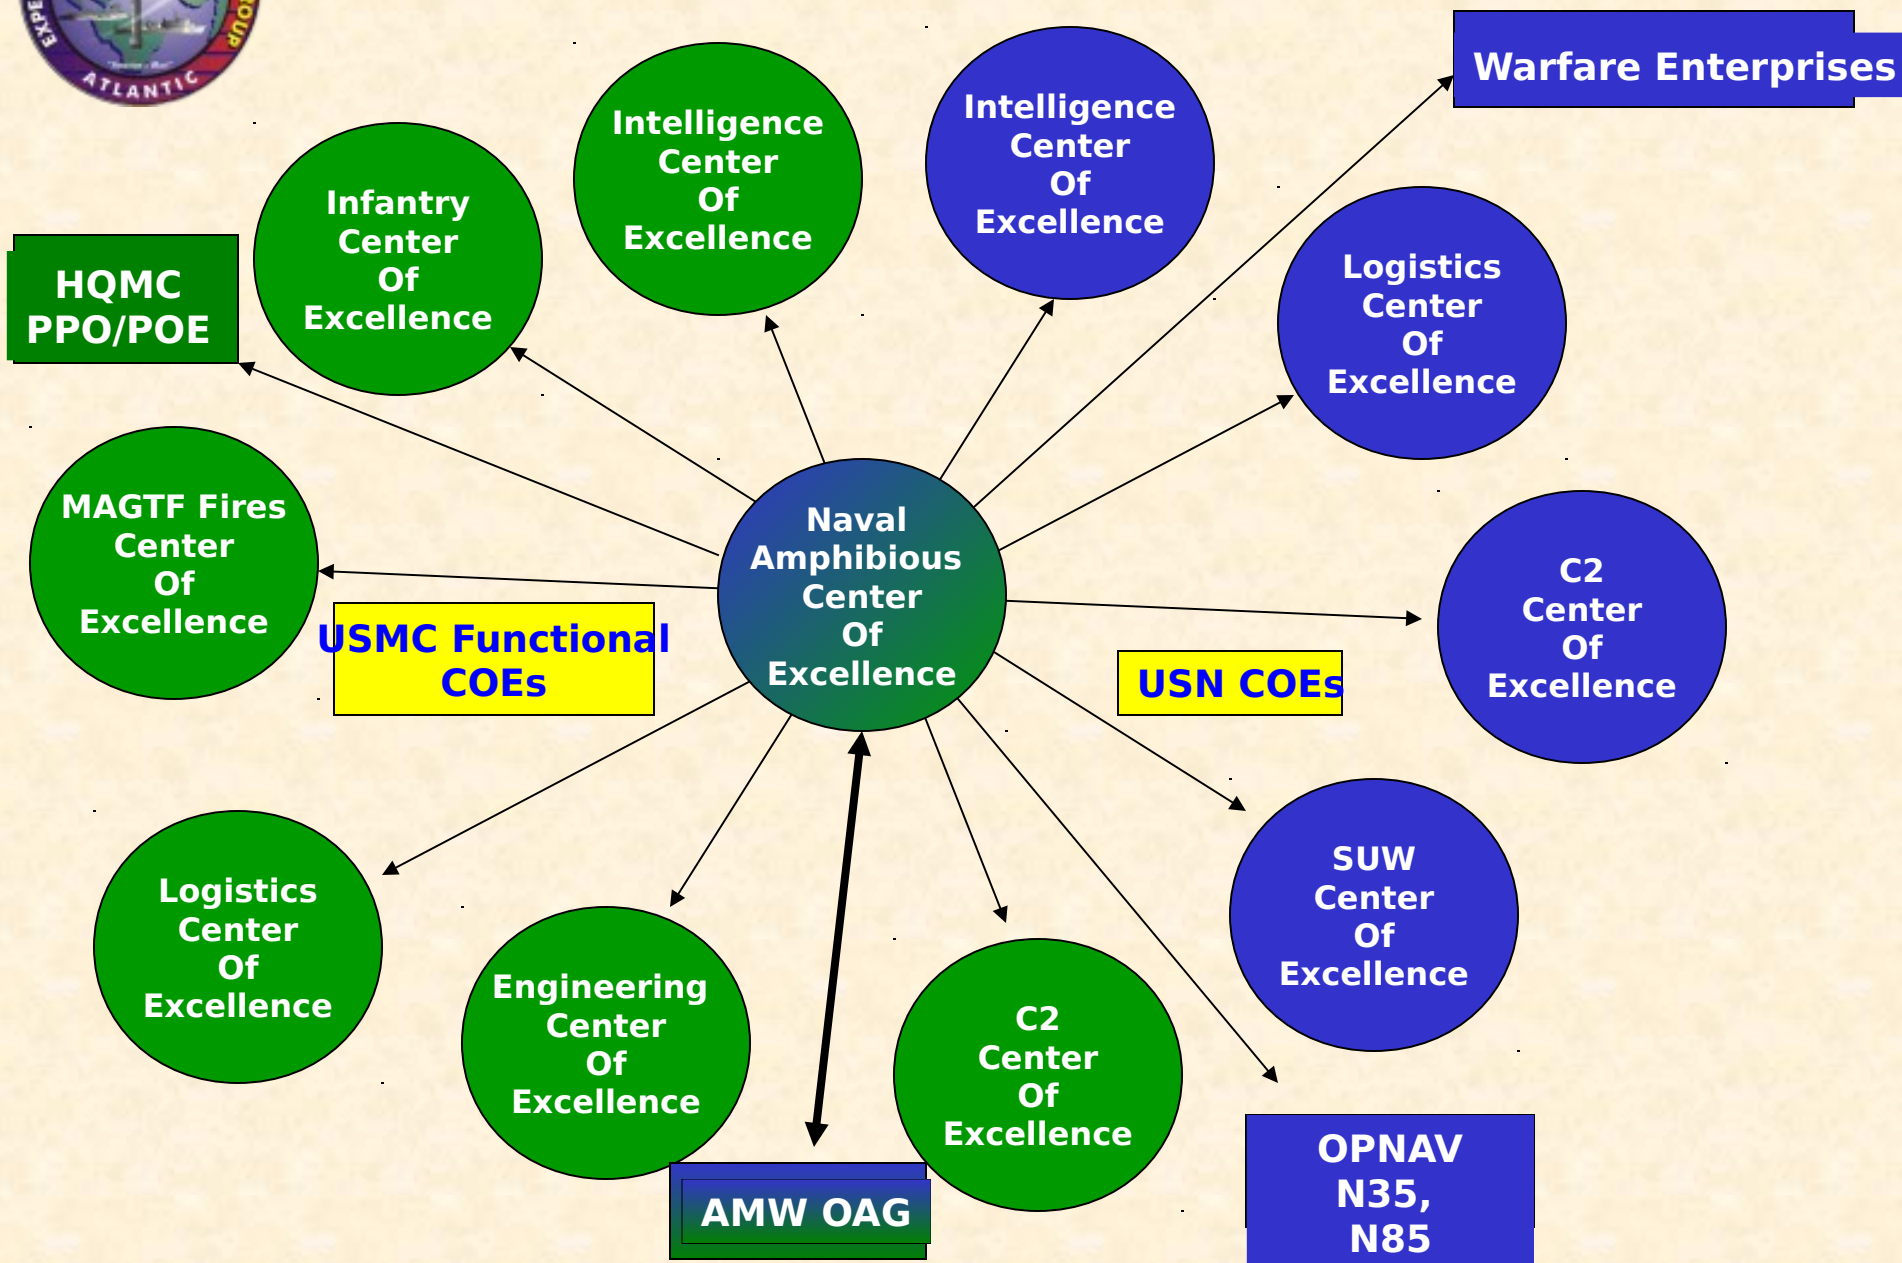 EXPE
OUP
ATLANTIC
Warfare Enterprises
Intelligence
Center
Of
Excellence
Intelligence
Center
Of
Excellence
Infantry
Center
Of
Excellence
Logistics
Center
Of
Excellence
HQMC
PPO/POE
MAGTF Fires
Center
Of
Excellence
Naval
Amphibious
Center
Of
Excellence
C2
Center
Of
Excellence
USMC Functional
COEs
USN COEs
SUW
Center
Of
Excellence
Logistics
Center
Of
Excellence
Engineering
Center
Of
Excellence
C2
Center
Of
Excellence
AMW OAG
OPNAV
N35,
N85